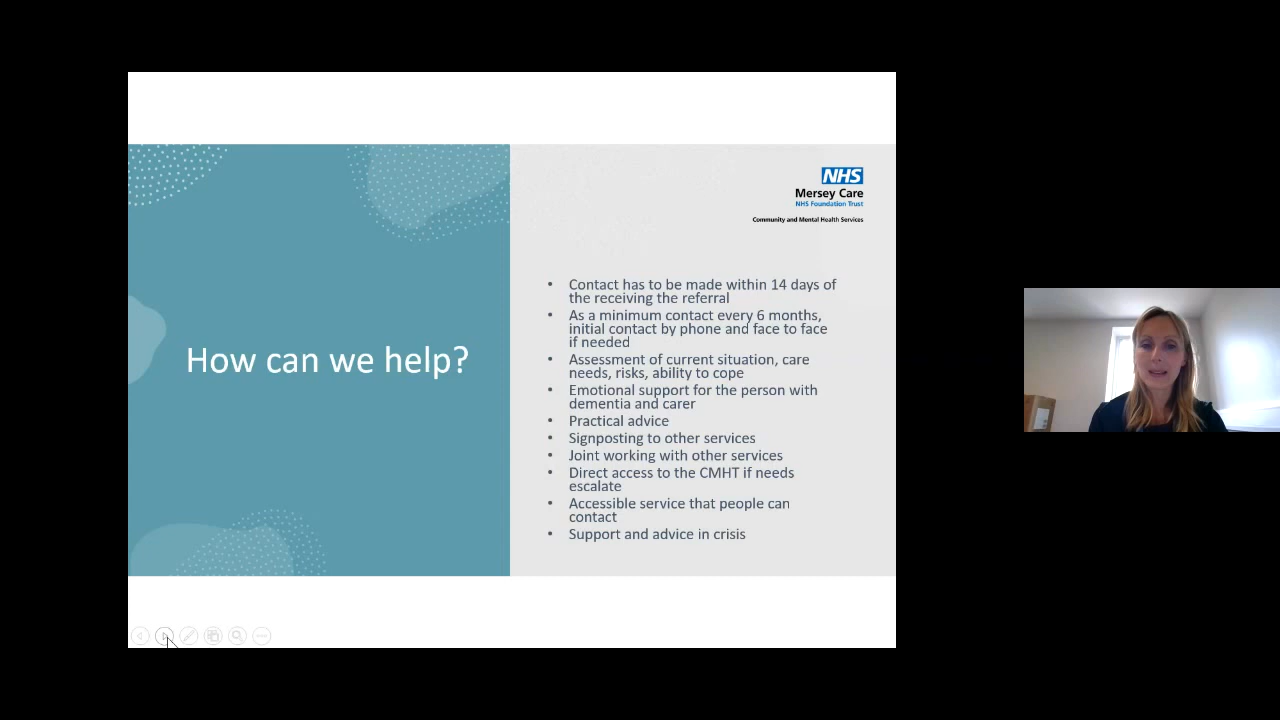 How can we help?
NHS
Mersey Care
NHS Foundation Trust
Community and Mental Health Services
• Contact has to be made within 14 days of
the receiving the referral
• As a minimum contact every 6 months,
initial contact by phone and face to face
if needed
• Assessment of current situation, care
needs, risks, ability to cope
• Emotional support for the person with
dementia and carer
• Practical advice
• Signposting to other services
• Joint working with other services
• Direct access to the CMHT if needs
escalate
• Accessible service that people can
contact
• Support and advice in crisis